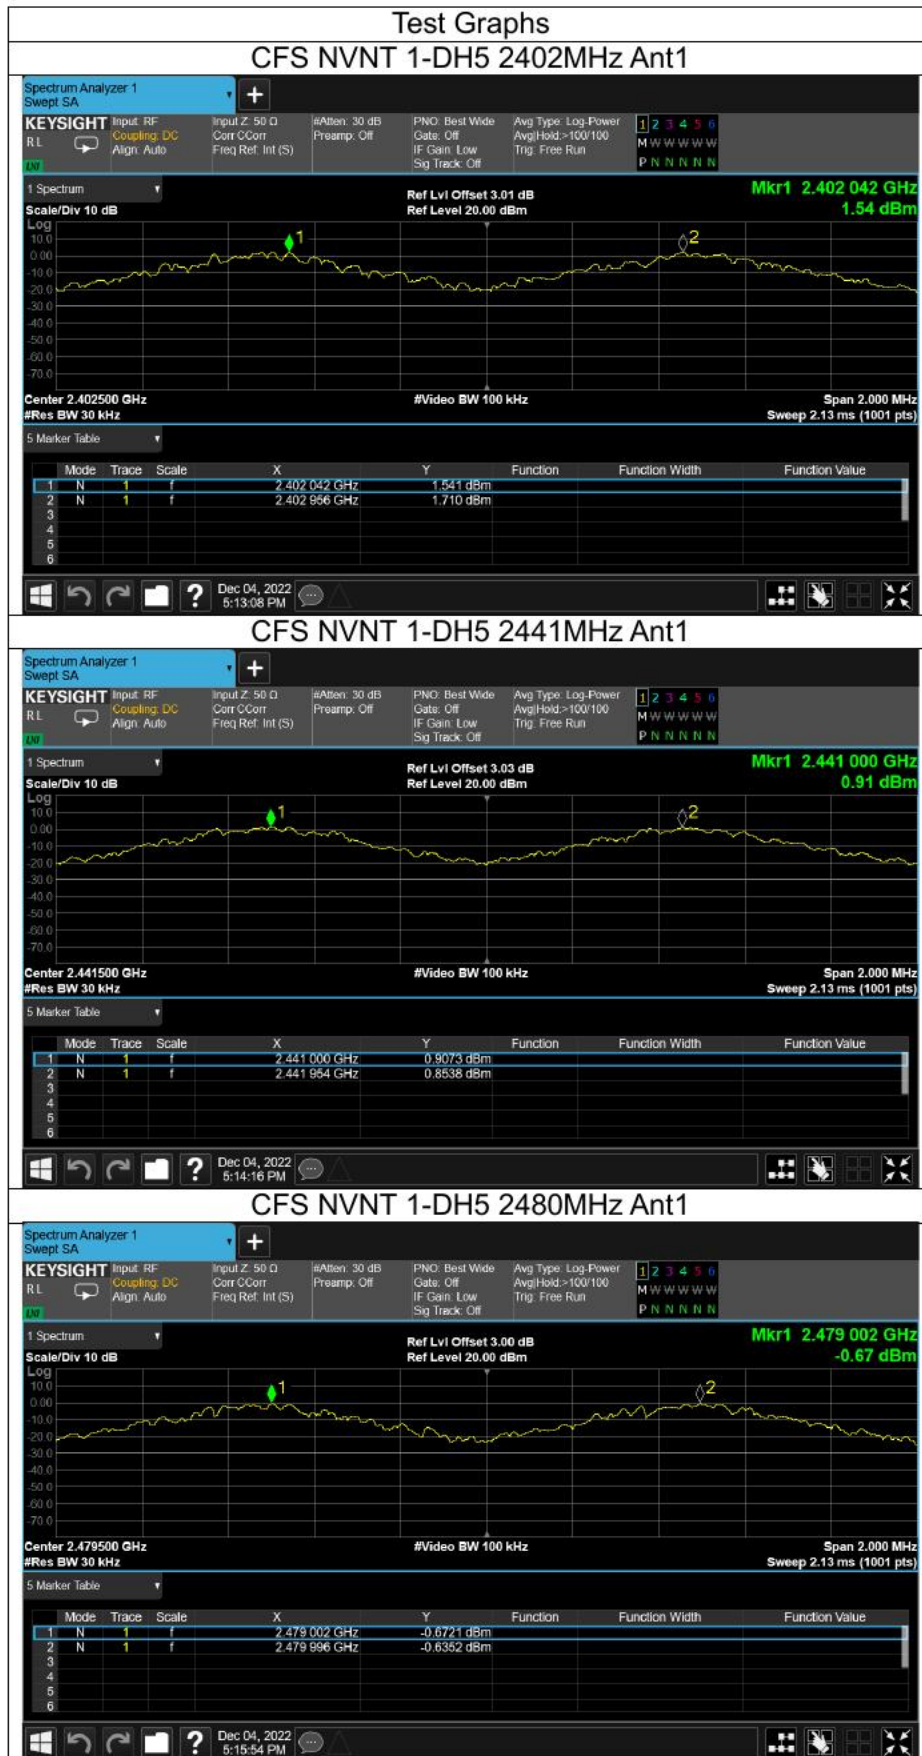 Test Graphs
CFS NVNT 1-DH5 2402MHz Ant1
Spectrum Analyzer 1
Swept SA
+
KEYSIGHT Input: RF Input Z: 50 Ω #Atten: 30 dB PNO: Best Wide Avg Type: Log-Power 1 2 3 4 5 6
R L Coupling: DC Corr CCorr Preamp: Off Gate: Off Avg|Hold:>100/100 M W W W W W
Align: Auto Freq Ref: Int (S) IF Gain: Low Trig: Free Run
Sig Track: Off P N N N N N
LXI
1 Spectrum Ref Lvl Offset 3.01 dB Mkr1 2.402 042 GHz
Scale/Div 10 dB Ref Level 20.00 dBm 1.54 dBm
Log
10.0 1 2
0.00
-10.0
-20.0
-30.0
-40.0
-50.0
-60.0
-70.0
Center 2.402500 GHz #Video BW 100 kHz Span 2.000 MHz
#Res BW 30 kHz Sweep 2.13 ms (1001 pts)
5 Marker Table
Mode Trace Scale X Y Function Function Width Function Value
1 N 1 f 2.402 042 GHz 1.541 dBm
2 N 1 f 2.402 956 GHz 1.710 dBm
3
4
5
6
? Dec 04, 2022
5:13:08 PM
CFS NVNT 1-DH5 2441MHz Ant1
Spectrum Analyzer 1
Swept SA
+
KEYSIGHT Input: RF Input Z: 50 Ω #Atten: 30 dB PNO: Best Wide Avg Type: Log-Power 1 2 3 4 5 6
R L Coupling: DC Corr CCorr Preamp: Off Gate: Off Avg|Hold:>100/100 M W W W W W
Align: Auto Freq Ref: Int (S) IF Gain: Low Trig: Free Run
Sig Track: Off P N N N N N
LXI
1 Spectrum Ref Lvl Offset 3.03 dB Mkr1 2.441 000 GHz
Scale/Div 10 dB Ref Level 20.00 dBm 0.91 dBm
Log
10.0 1 2
0.00
-10.0
-20.0
-30.0
-40.0
-50.0
-60.0
-70.0
Center 2.441500 GHz #Video BW 100 kHz Span 2.000 MHz
#Res BW 30 kHz Sweep 2.13 ms (1001 pts)
5 Marker Table
Mode Trace Scale X Y Function Function Width Function Value
1 N 1 f 2.441 000 GHz 0.9073 dBm
2 N 1 f 2.441 954 GHz 0.8538 dBm
3
4
5
6
? Dec 04, 2022
5:14:16 PM
CFS NVNT 1-DH5 2480MHz Ant1
Spectrum Analyzer 1
Swept SA
+
KEYSIGHT Input: RF Input Z: 50 Ω #Atten: 30 dB PNO: Best Wide Avg Type: Log-Power 1 2 3 4 5 6
R L Coupling: DC Corr CCorr Preamp: Off Gate: Off Avg|Hold:>100/100 M W W W W W
Align: Auto Freq Ref: Int (S) IF Gain: Low Trig: Free Run
Sig Track: Off P N N N N N
LXI
1 Spectrum Ref Lvl Offset 3.00 dB Mkr1 2.479 002 GHz
Scale/Div 10 dB Ref Level 20.00 dBm -0.67 dBm
Log
10.0 1 2
0.00
-10.0
-20.0
-30.0
-40.0
-50.0
-60.0
-70.0
Center 2.479500 GHz #Video BW 100 kHz Span 2.000 MHz
#Res BW 30 kHz Sweep 2.13 ms (1001 pts)
5 Marker Table
Mode Trace Scale X Y Function Function Width Function Value
1 N 1 f 2.479 002 GHz -0.6721 dBm
2 N 1 f 2.479 996 GHz -0.6352 dBm
3
4
5
6
? Dec 04, 2022
5:15:54 PM